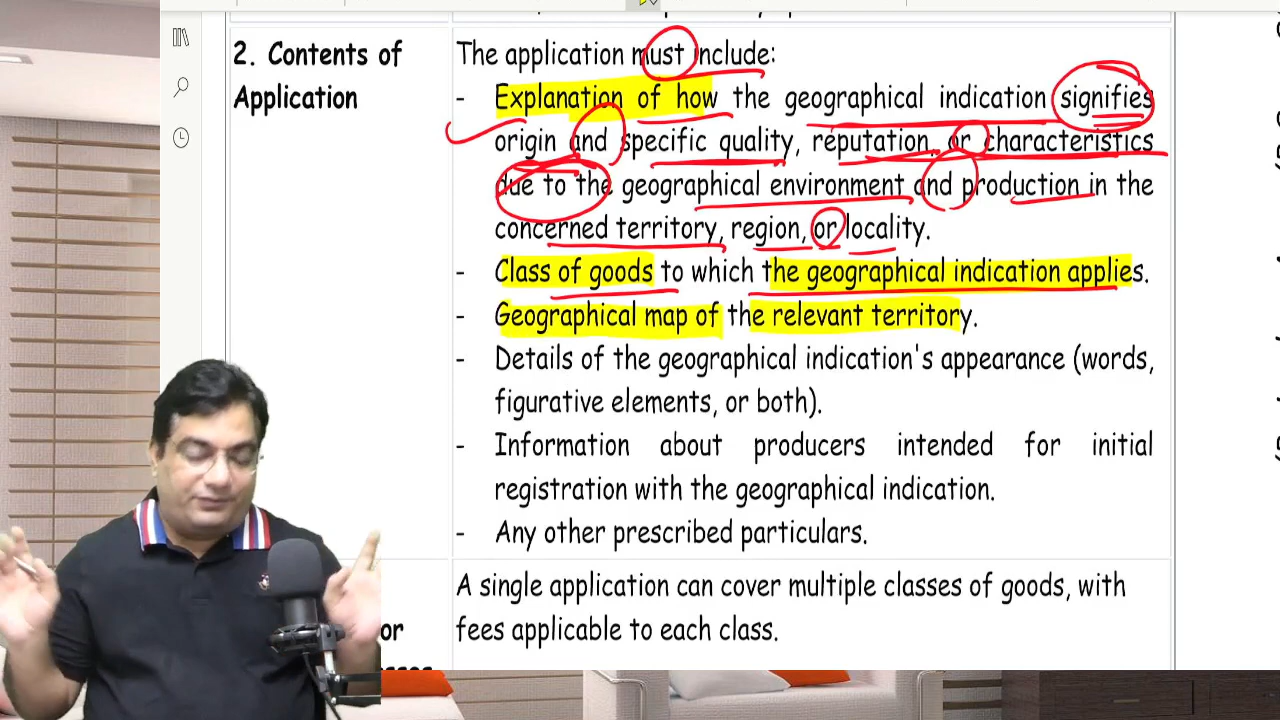 2. Contents of
Application
The application must include:
- Explanation of how the geographical indication signifies
origin and specific quality, reputation, or characteristics
due to the geographical environment and production in the
concerned territory, region, or locality.
- Class of goods to which the geographical indication applies.
- Geographical map of the relevant territory.
- Details of the geographical indication's appearance (words,
figurative elements, or both).
- Information about producers intended for initial
registration with the geographical indication.
- Any other prescribed particulars.
or
A single application can cover multiple classes of goods, with
fees applicable to each class.